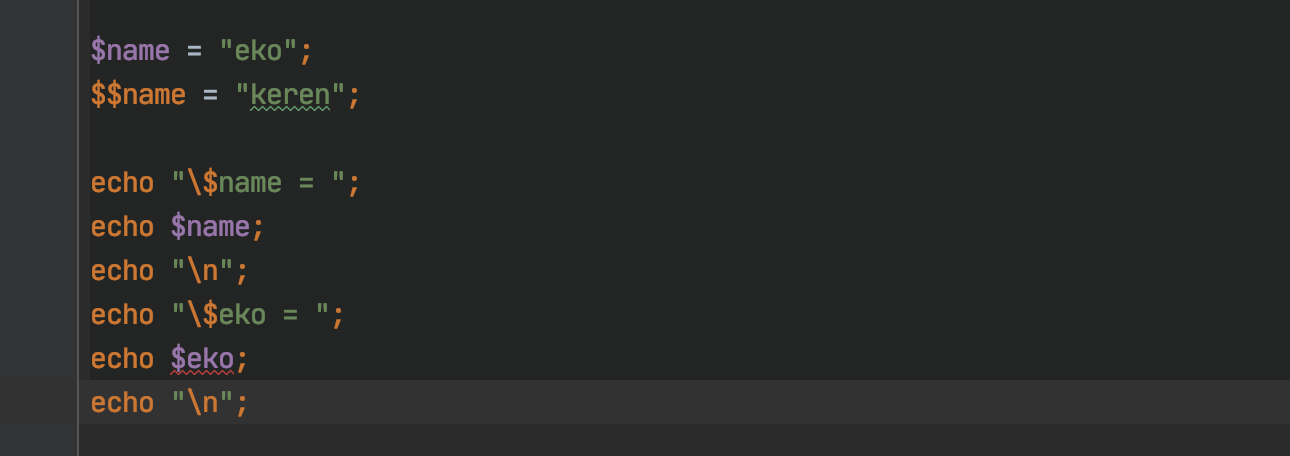 $name = "eko";
$$name = "keren";
echo "\$name = ";
echo $name;
echo "\n";
echo "\$eko = ";
echo $eko;
echo "\n";